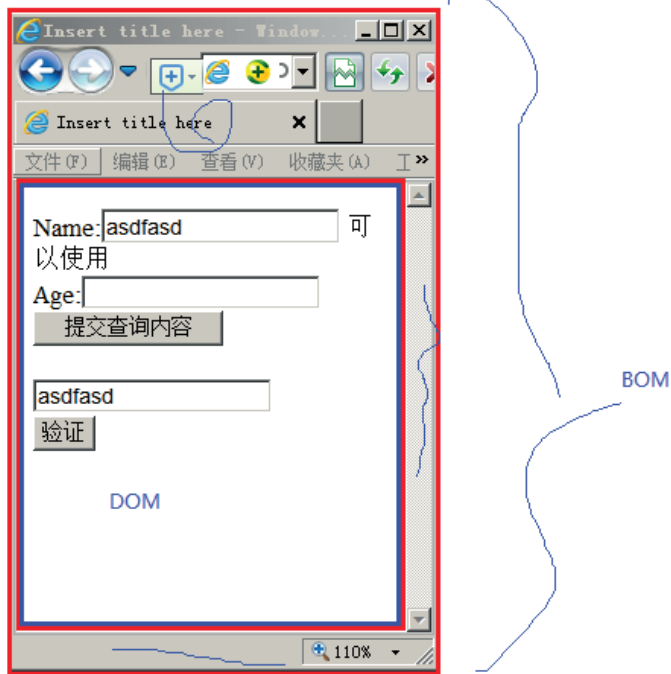 Insert title here - Window...
Insert title here
文件(F) 编辑(E) 查看(V) 收藏夹(A) 工 »
Name: asdfasd 可
以使用
Age:
提交查询内容
BOM
asdfasd
验证
DOM
110%